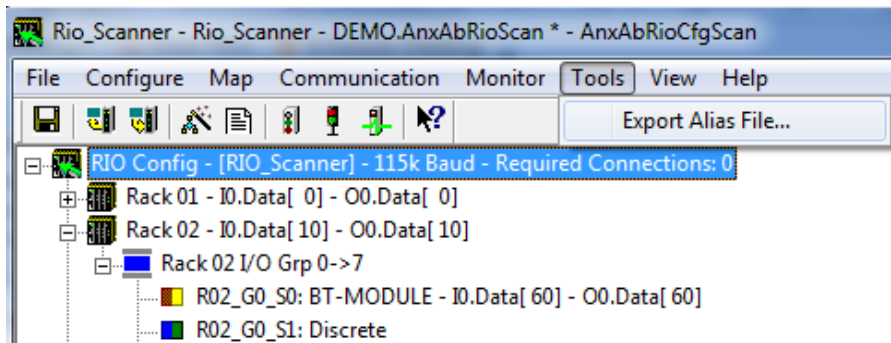 Rio_Scanner - Rio_Scanner - DEMO.AnxAbRioScan * - AnxAbRioCfgScan
File Configure Map Communication Monitor Tools View Help
Export Alias File...
RIO Config - [RIO_Scanner] - 115k Baud - Required Connections: 0
Rack 01 - I0.Data[ 0] - O0.Data[ 0]
Rack 02 - I0.Data[ 10] - O0.Data[ 10]
Rack 02 I/O Grp 0->7
R02_G0_S0: BT-MODULE - I0.Data[ 60] - O0.Data[ 60]
R02_G0_S1: Discrete